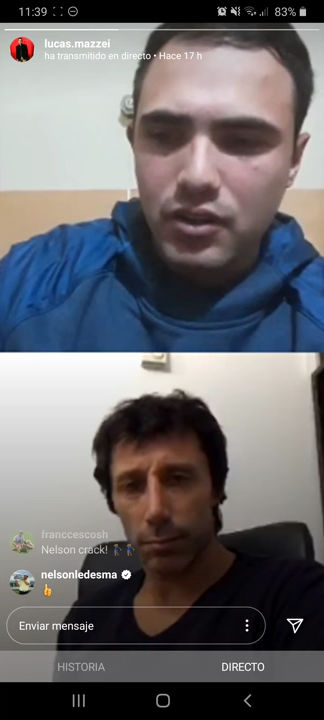 11:39
83%
lucas.mazzei
ha transmitido en directo • Hace 17 h
franccescosh
Nelson crack!
nelsonledesma
Enviar mensaje
HISTORIA
DIRECTO